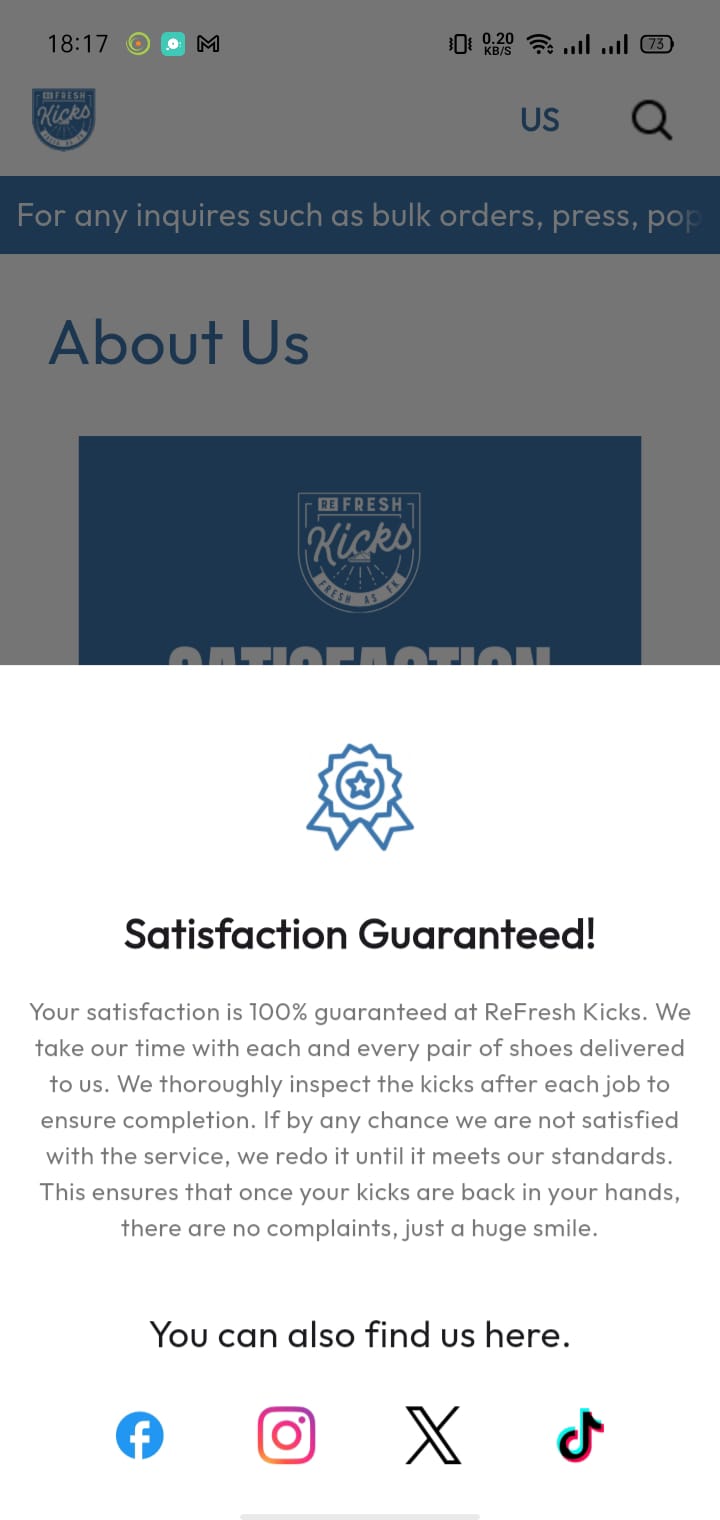 18:17
0.20
KB/S
73
REFRESH
Kicks
FRESH AS FK
US
For any inquires such as bulk orders, press, pop
About Us
REFRESH
Kicks
FRESH AS FK
SATISFACTION
Satisfaction Guaranteed!
Your satisfaction is 100% guaranteed at ReFresh Kicks. We
take our time with each and every pair of shoes delivered
to us. We thoroughly inspect the kicks after each job to
ensure completion. If by any chance we are not satisfied
with the service, we redo it until it meets our standards.
This ensures that once your kicks are back in your hands,
there are no complaints, just a huge smile.
You can also find us here.